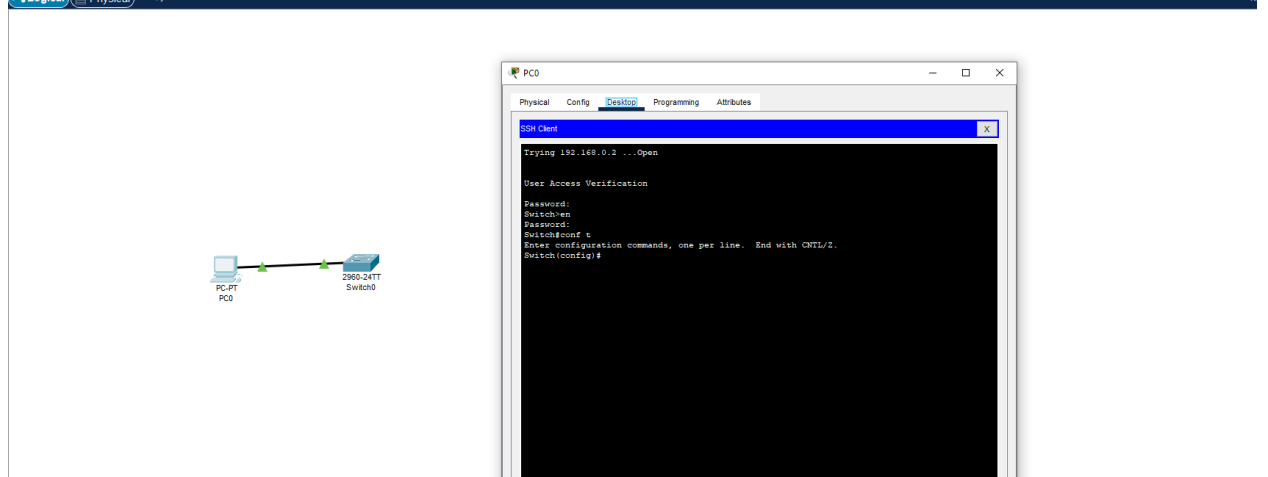 Logical Physical
PC0
Physical Config Desktop Programming Attributes
SSH Client X
Trying 192.168.0.2 ...Open
User Access Verification
Password:
Switch>en
Password:
Switch#conf t
Enter configuration commands, one per line. End with CNTL/Z.
Switch(config)#
2960-24TT
Switch0
PC-PT
PC0